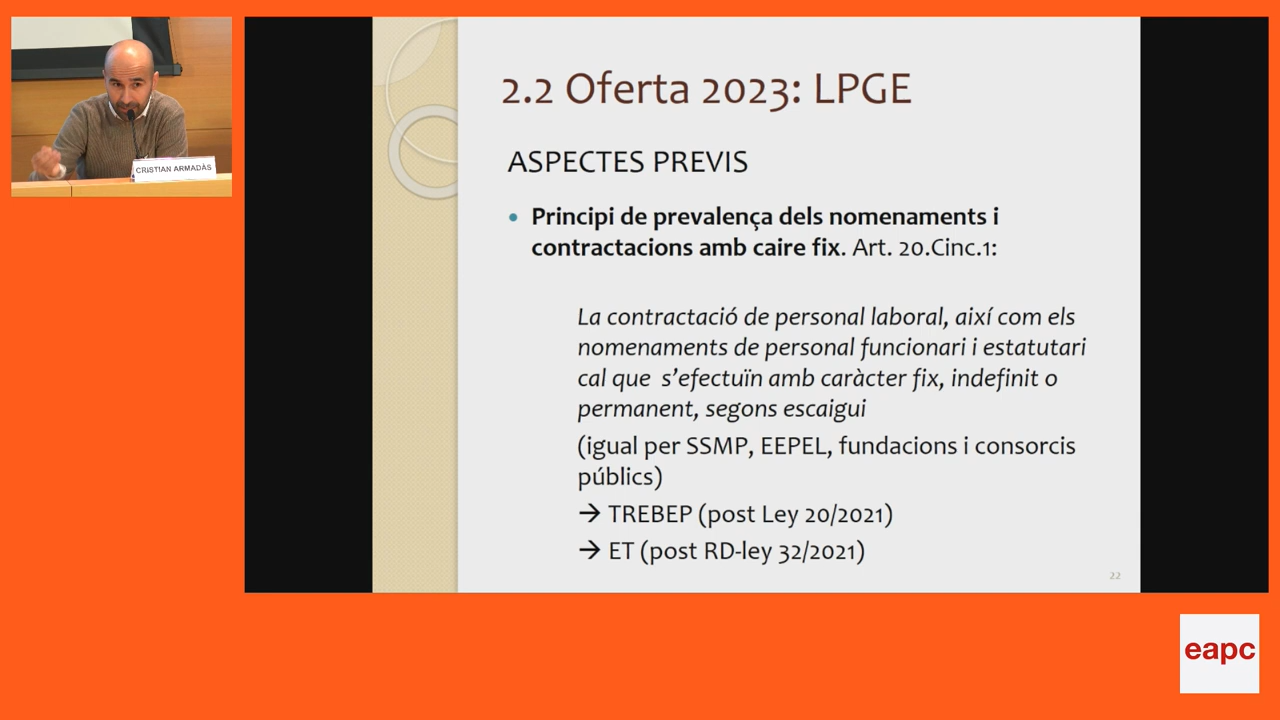 CRISTIAN ARMADÀS
2.2 Oferta 2023: LPGE
ASPECTES PREVIS
• Principi de prevalença dels nomenaments i
contractacions amb caire fix. Art. 20.Cinc.1:
La contractació de personal laboral, així com els
nomenaments de personal funcionari i estatutari
cal que s’efectuïn amb caràcter fix, indefinit o
permanent, segons escaigui
(igual per SSMP, EEPEL, fundacions i consorcis
públics)
→ TREBEP (post Ley 20/2021)
→ ET (post RD-ley 32/2021)
22
eapc